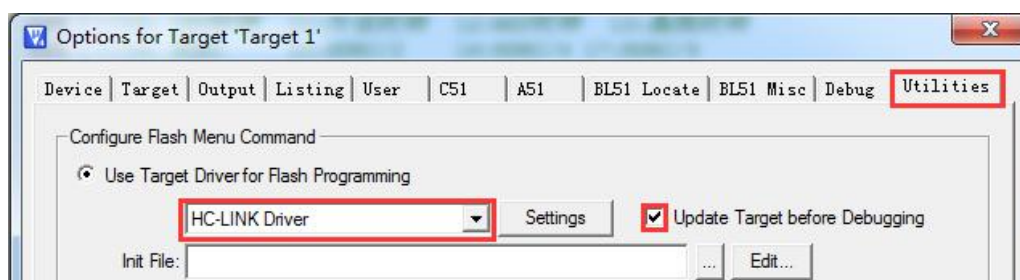 Options for Target 'Target 1'
Device Target Output Listing User C51 A51 BL51 Locate BL51 Misc Debug Utilities
Configure Flash Menu Command
Use Target Driver for Flash Programming
HC-LINK Driver Settings Update Target before Debugging
Init File: ... Edit...